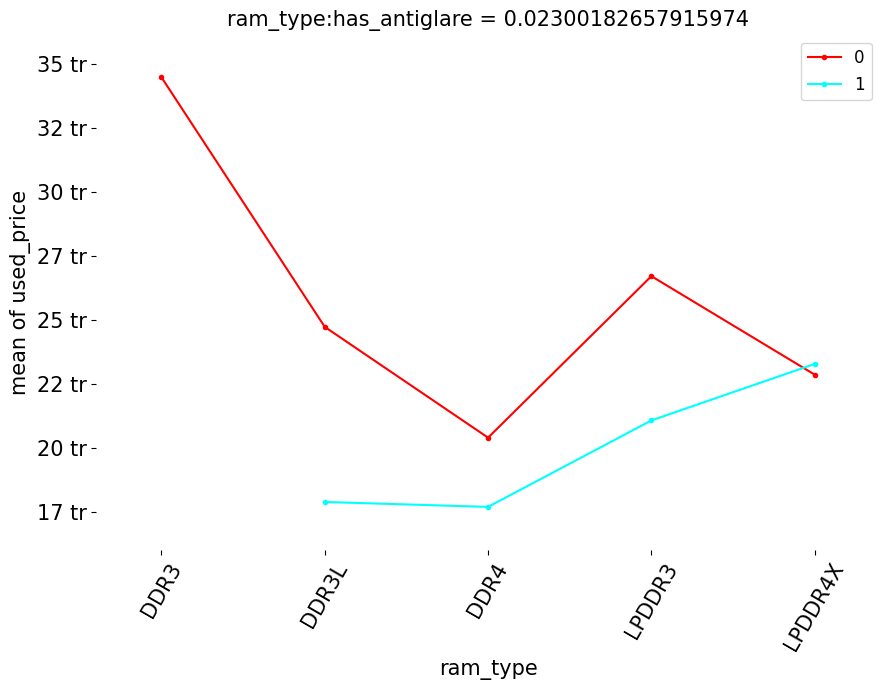 ram_type:has_antiglare = 0.02300182657915974
0
1
35 tr
32 tr
30 tr
27 tr
25 tr
22 tr
20 tr
17 tr
mean of used_price
DDR3
DDR3L
DDR4
LPDDR3
LPDDR4X
ram_type